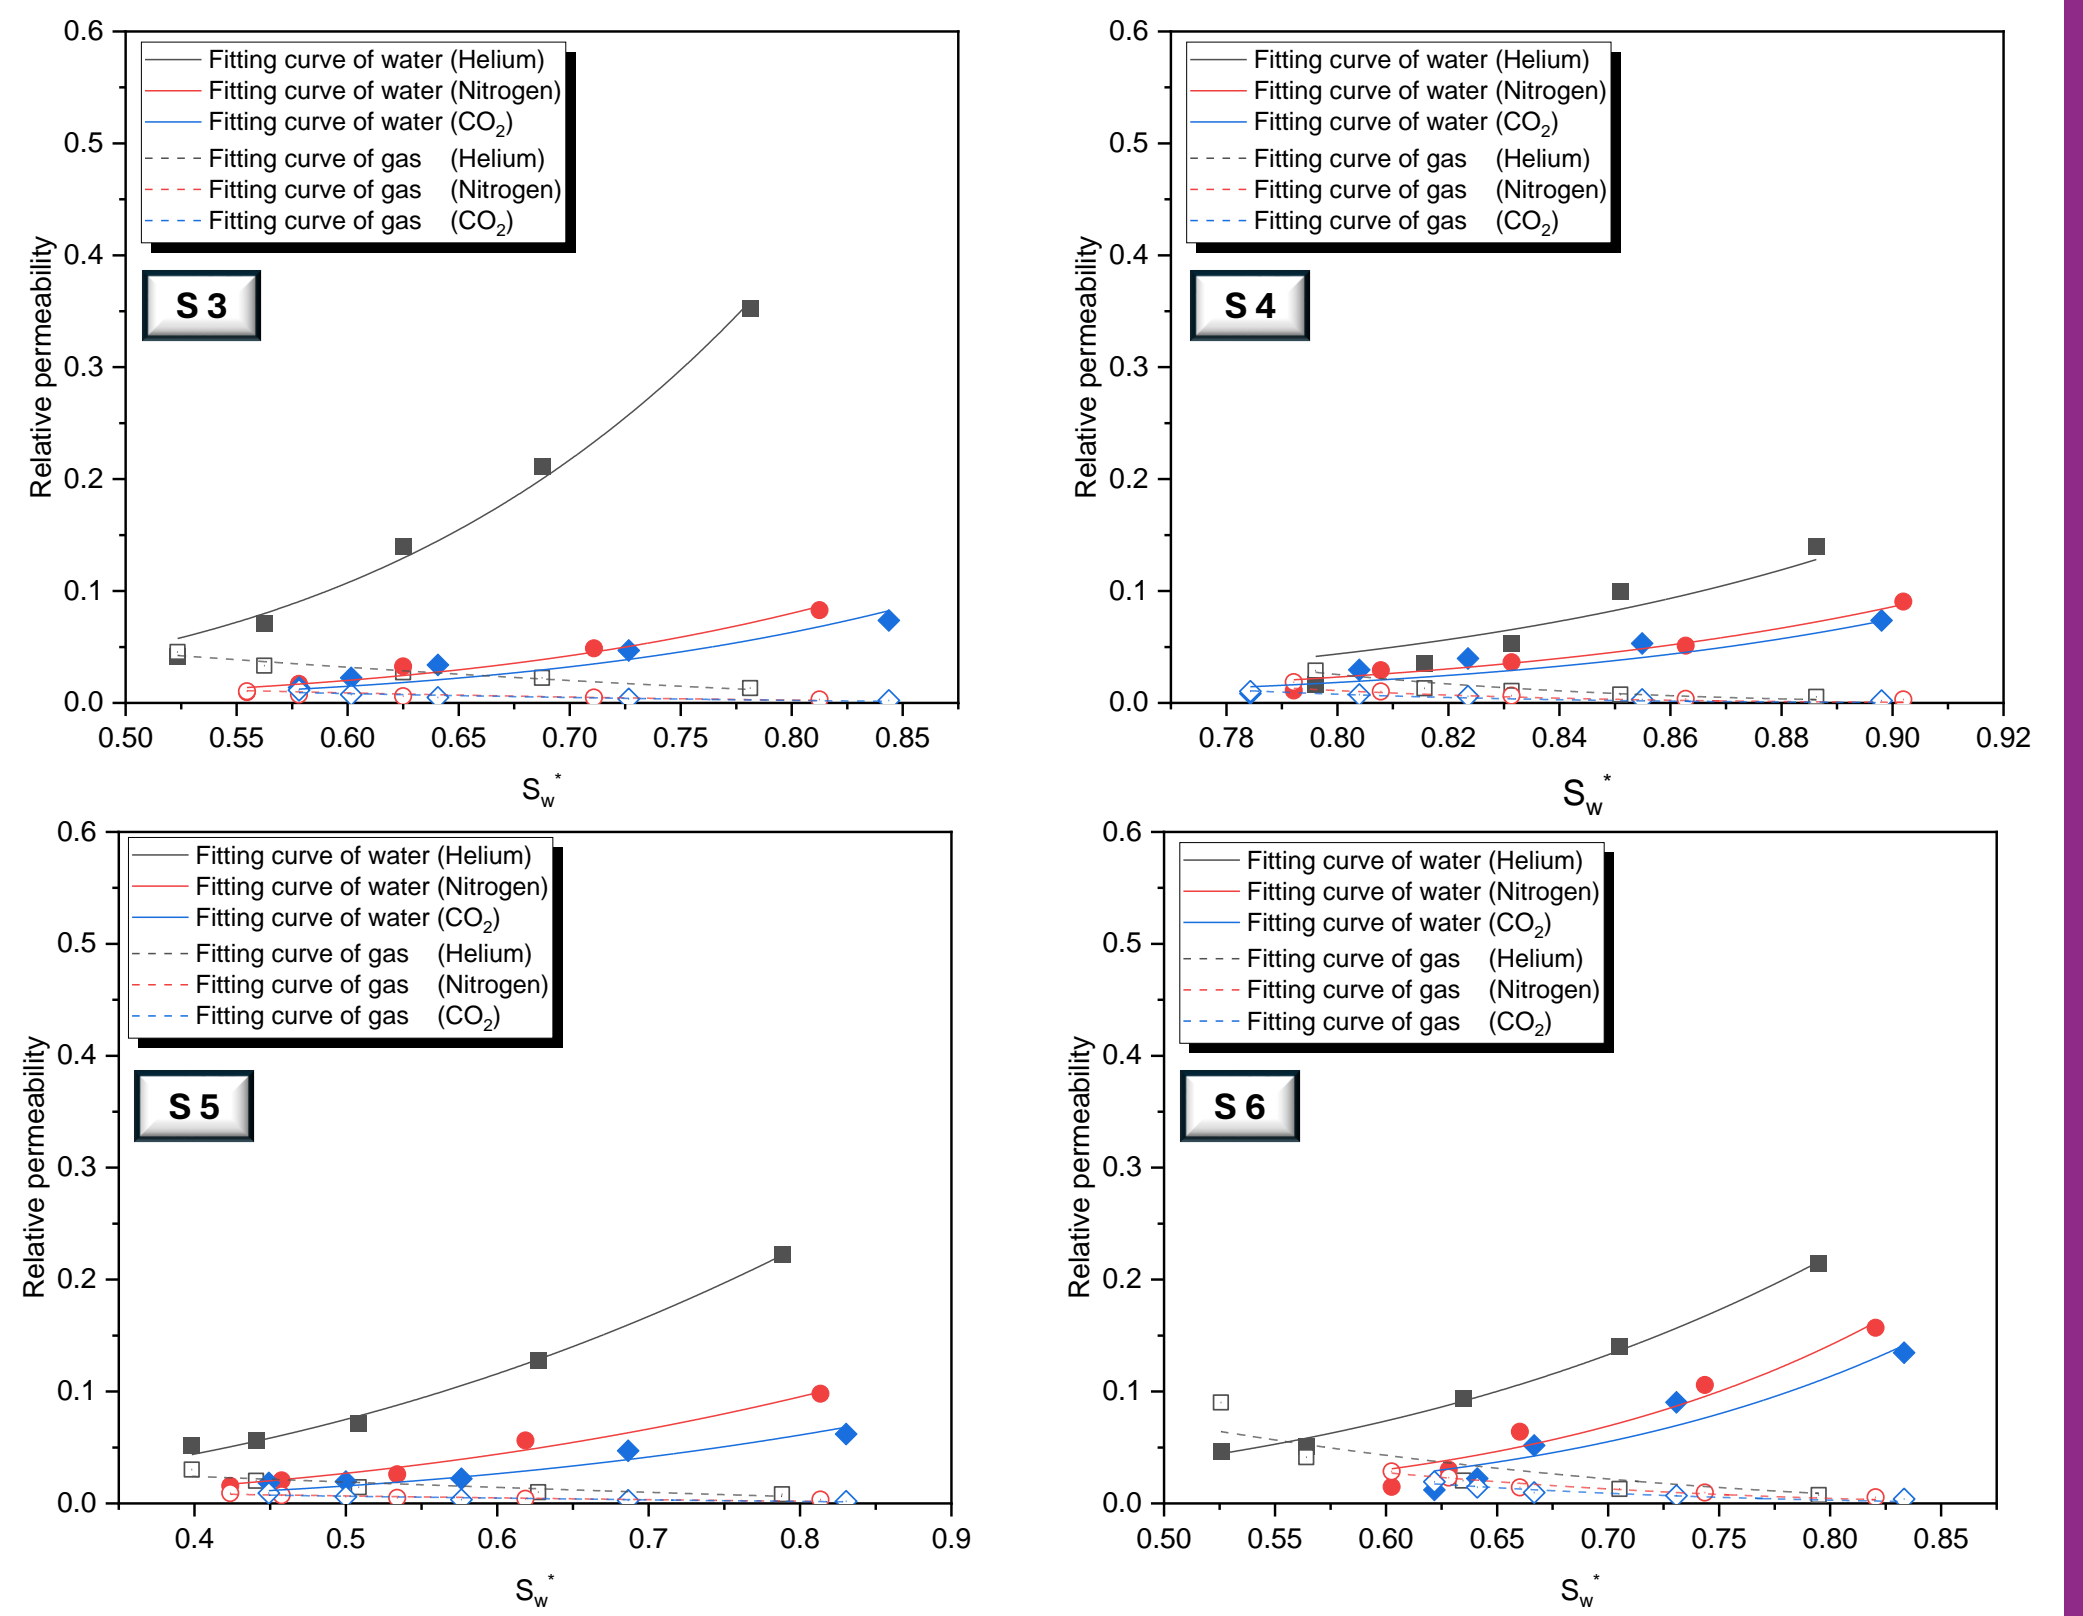 0.6
0.5
0.4
0.3
0.2
0.1
0.0
Relative permeability
Fitting curve of water (Helium)
Fitting curve of water (Nitrogen)
Fitting curve of water (CO₂)
Fitting curve of gas (Helium)
Fitting curve of gas (Nitrogen)
Fitting curve of gas (CO₂)
S 3
0.50 0.55 0.60 0.65 0.70 0.75 0.80 0.85
S_w*
0.6
0.5
0.4
0.3
0.2
0.1
0.0
Relative permeability
Fitting curve of water (Helium)
Fitting curve of water (Nitrogen)
Fitting curve of water (CO₂)
Fitting curve of gas (Helium)
Fitting curve of gas (Nitrogen)
Fitting curve of gas (CO₂)
S 4
0.78 0.80 0.82 0.84 0.86 0.88 0.90 0.92
S_w*
0.6
0.5
0.4
0.3
0.2
0.1
0.0
Relative permeability
Fitting curve of water (Helium)
Fitting curve of water (Nitrogen)
Fitting curve of water (CO₂)
Fitting curve of gas (Helium)
Fitting curve of gas (Nitrogen)
Fitting curve of gas (CO₂)
S 5
0.4 0.5 0.6 0.7 0.8 0.9
S_w*
0.6
0.5
0.4
0.3
0.2
0.1
0.0
Relative permeability
Fitting curve of water (Helium)
Fitting curve of water (Nitrogen)
Fitting curve of water (CO₂)
Fitting curve of gas (Helium)
Fitting curve of gas (Nitrogen)
Fitting curve of gas (CO₂)
S 6
0.50 0.55 0.60 0.65 0.70 0.75 0.80 0.85
S_w*